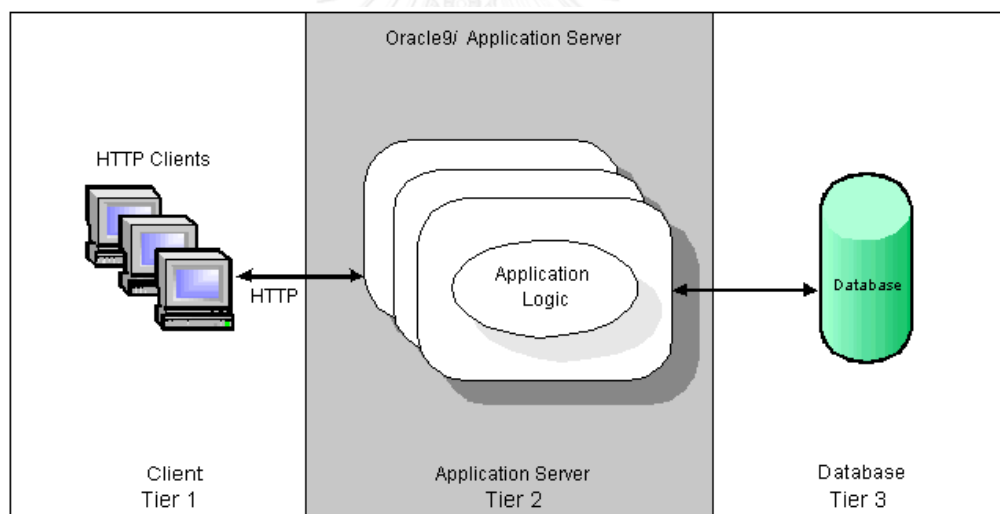 Oracle9i Application Server
HTTP Clients
HTTP
Application
Logic
Database
Client
Tier 1
Application Server
Tier 2
Database
Tier 3